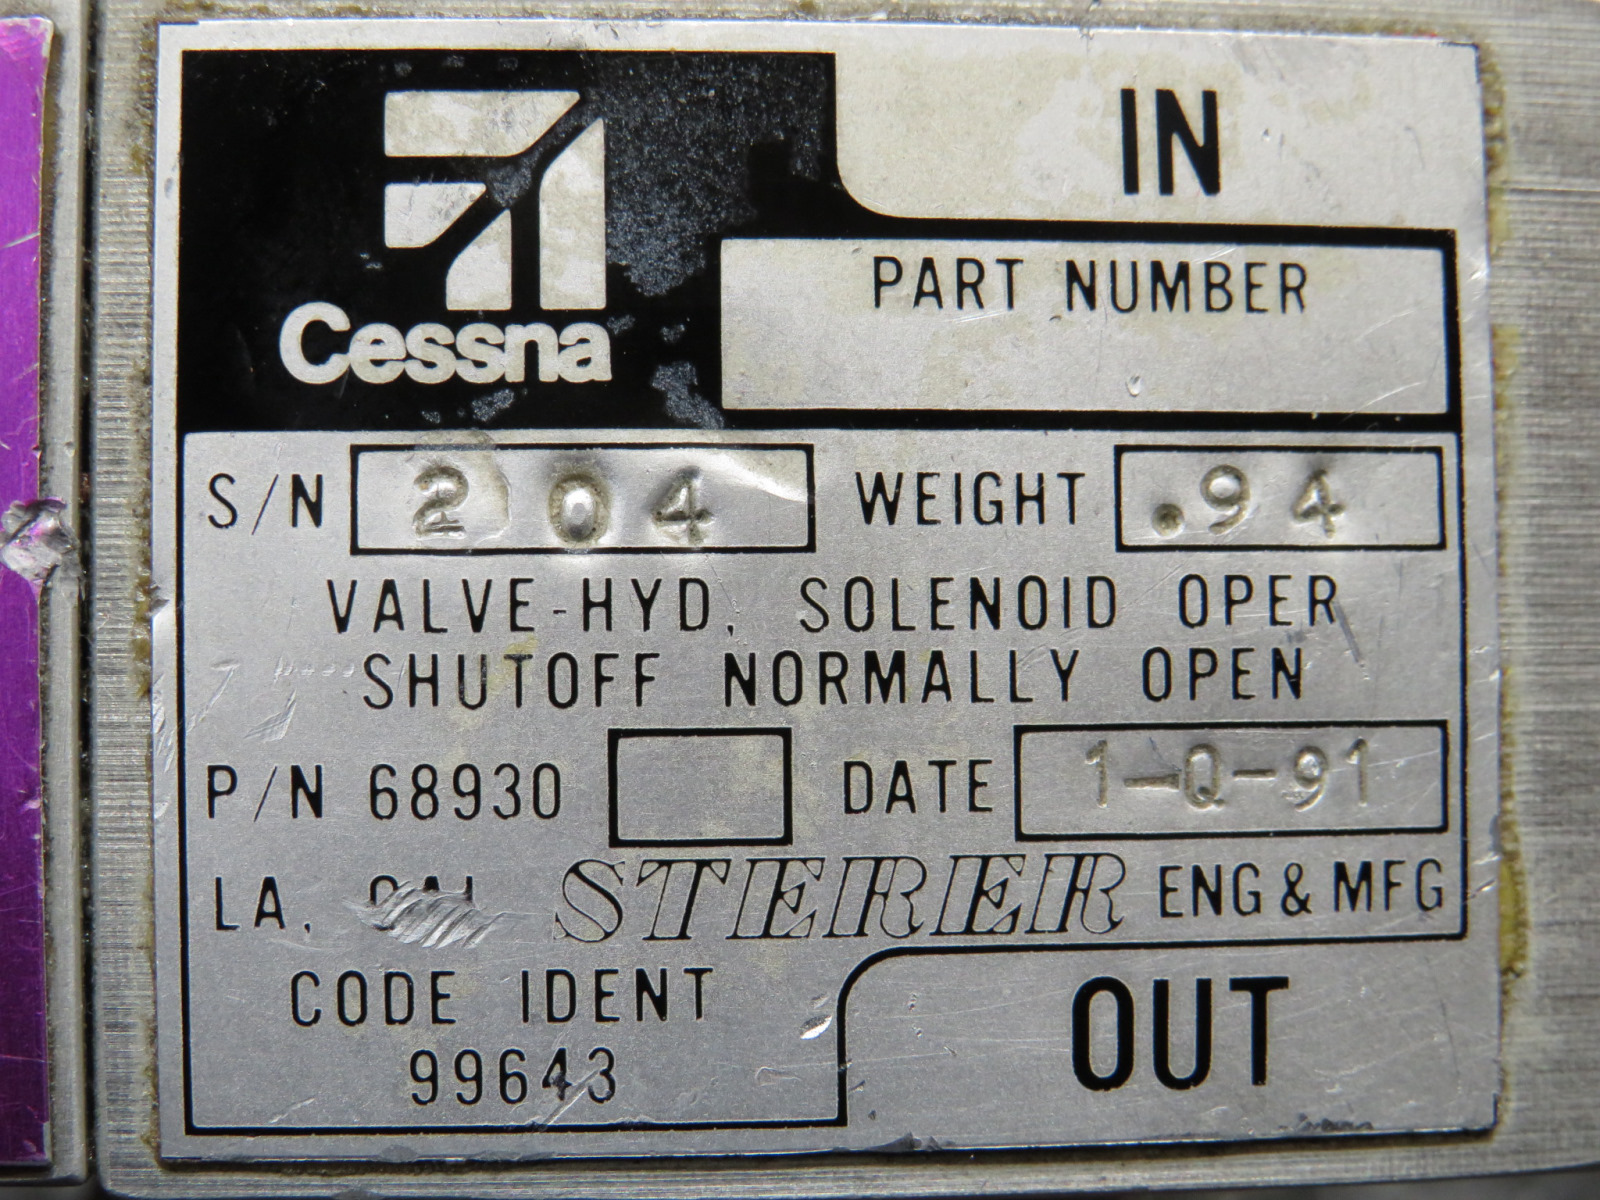 IN
Cessna
PART NUMBER
S/N 204 WEIGHT .94
VALVE-HYD, SOLENOID OPER
SHUTOFF NORMALLY OPEN
P/N 68930 DATE 1-Q-91
LA, CAL STERER ENG & MFG
CODE IDENT
99643
OUT